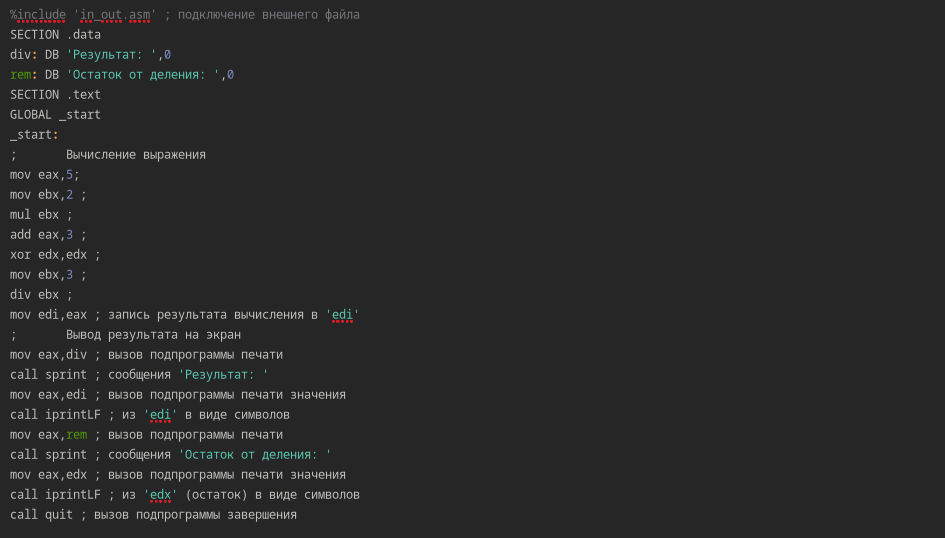 %include 'in_out.asm' ; подключение внешнего файла
SECTION .data
div: DB 'Результат: ',0
rem: DB 'Остаток от деления: ',0
SECTION .text
GLOBAL _start
_start:
;       Вычисление выражения
mov eax,5;
mov ebx,2 ;
mul ebx ;
add eax,3 ;
xor edx,edx ;
mov ebx,3 ;
div ebx ;
mov edi,eax ; запись результата вычисления в 'edi'
;       Вывод результата на экран
mov eax,div ; вызов подпрограммы печати
call sprint ; сообщения 'Результат: '
mov eax,edi ; вызов подпрограммы печати значения
call iprintLF ; из 'edi' в виде символов
mov eax,rem ; вызов подпрограммы печати
call sprint ; сообщения 'Остаток от деления: '
mov eax,edx ; вызов подпрограммы печати значения
call iprintLF ; из 'edx' (остаток) в виде символов
call quit ; вызов подпрограммы завершения